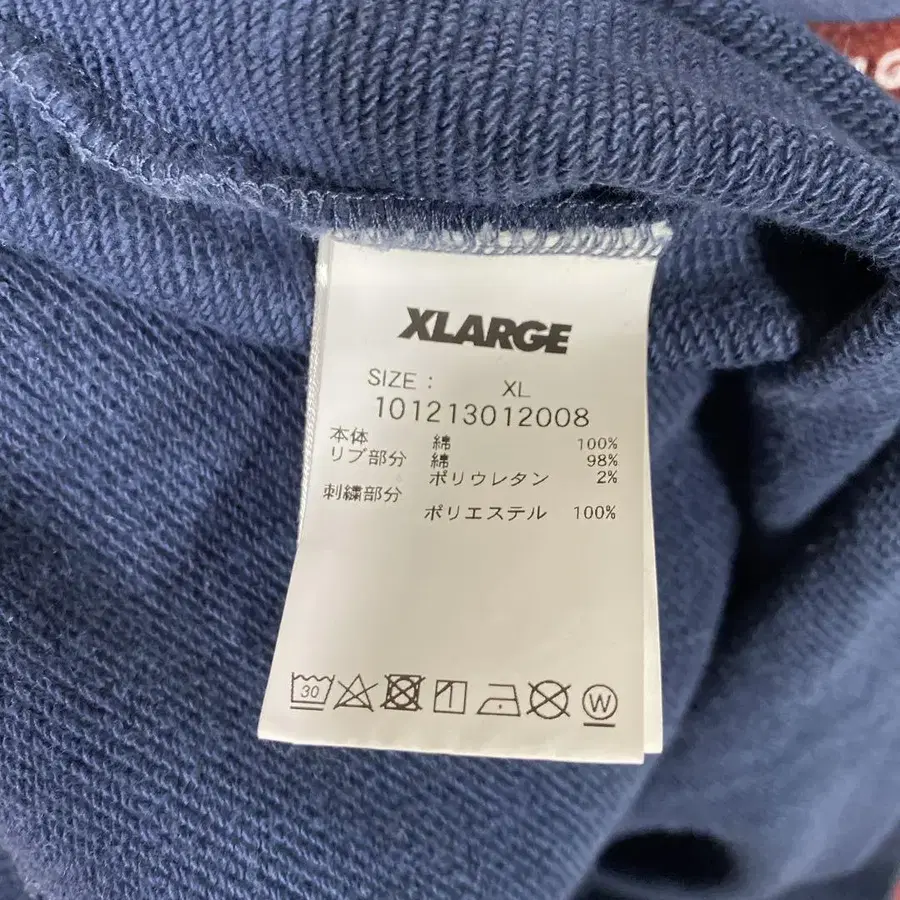 XLARGE
SIZE : XL
101213012008
本体 綿 100%
リブ部分 綿 98%
ポリウレタン 2%
刺繍部分
ポリエステル 100%
30 W